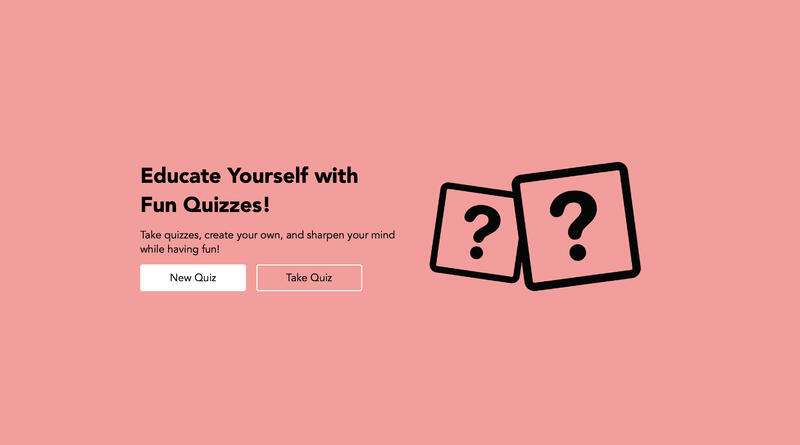 Educate Yourself with
Fun Quizzes!
Take quizzes, create your own, and sharpen your mind
while having fun!
New Quiz
Take Quiz
? ?